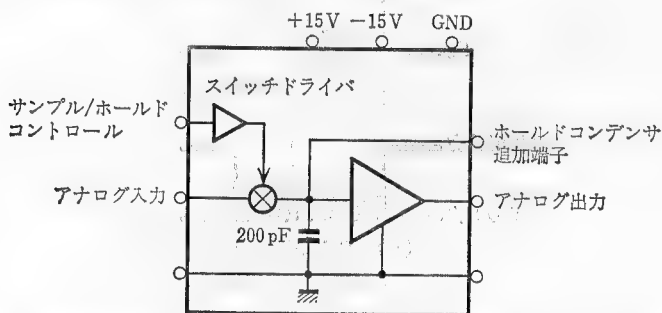 +15V −15V GND
スイッチドライバ
サンプル/ホールド
コントロール
ホールドコンデンサ
追加端子
アナログ入力
アナログ出力
200pF